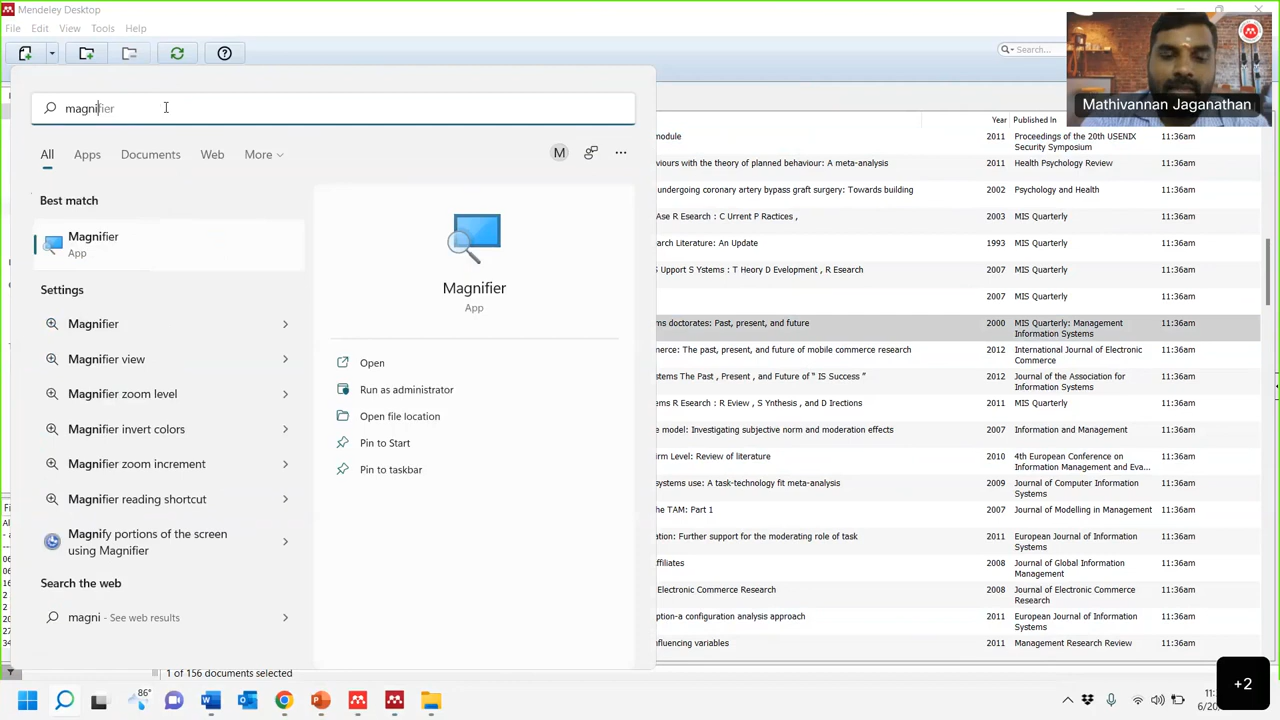 Mendeley Desktop
File Edit View Tools Help
Search...
magnifier
All Apps Documents Web More
M
Best match
Magnifier
App
Settings
Magnifier
Magnifier view
Magnifier zoom level
Magnifier invert colors
Magnifier zoom increment
Magnifier reading shortcut
Magnify portions of the screen
using Magnifier
Search the web
magni - See web results
Magnifier
App
Open
Run as administrator
Open file location
Pin to Start
Pin to taskbar
Year Published In
module 2011 Proceedings of the 20th USENIX 11:36am
Security Symposium
viours with the theory of planned behaviour: A meta-analysis 2011 Health Psychology Review 11:36am
undergoing coronary artery bypass graft surgery: Towards building 2002 Psychology and Health 11:36am
Ase R Esearch : C Urrent P Ractices , 2003 MIS Quarterly 11:36am
arch Literature: An Update 1993 MIS Quarterly 11:36am
S Upport S Ystems : T Heory D Evelopment , R Esearch 2007 MIS Quarterly 11:36am
2007 MIS Quarterly 11:36am
ms doctorates: Past, present, and future 2000 MIS Quarterly: Management 11:36am
Information Systems
merce: The past, present, and future of mobile commerce research 2012 International Journal of Electronic 11:36am
Commerce
stems The Past , Present , and Future of " IS Success " 2012 Journal of the Association for 11:36am
Information Systems
ems R Esearch : R Eview , S Ynthesis , and D Irections 2011 MIS Quarterly 11:36am
e model: Investigating subjective norm and moderation effects 2007 Information and Management 11:36am
irm Level: Review of literature 2010 4th European Conference on 11:36am
Information Management and Eva...
systems use: A task-technology fit meta-analysis 2009 Journal of Computer Information 11:36am
Systems
he TAM: Part 1 2007 Journal of Modelling in Management 11:36am
ation: Further support for the moderating role of task 2011 European Journal of Information 11:36am
Systems
affiliates 2008 Journal of Global Information 11:36am
Management
Electronic Commerce Research 2008 Journal of Electronic Commerce 11:36am
Research
ption-a configuration analysis approach 2011 European Journal of Information 11:36am
Systems
nfluencing variables 2011 Management Research Review 11:36am
1 of 156 documents selected
Mathivannan Jaganathan
86°
+2